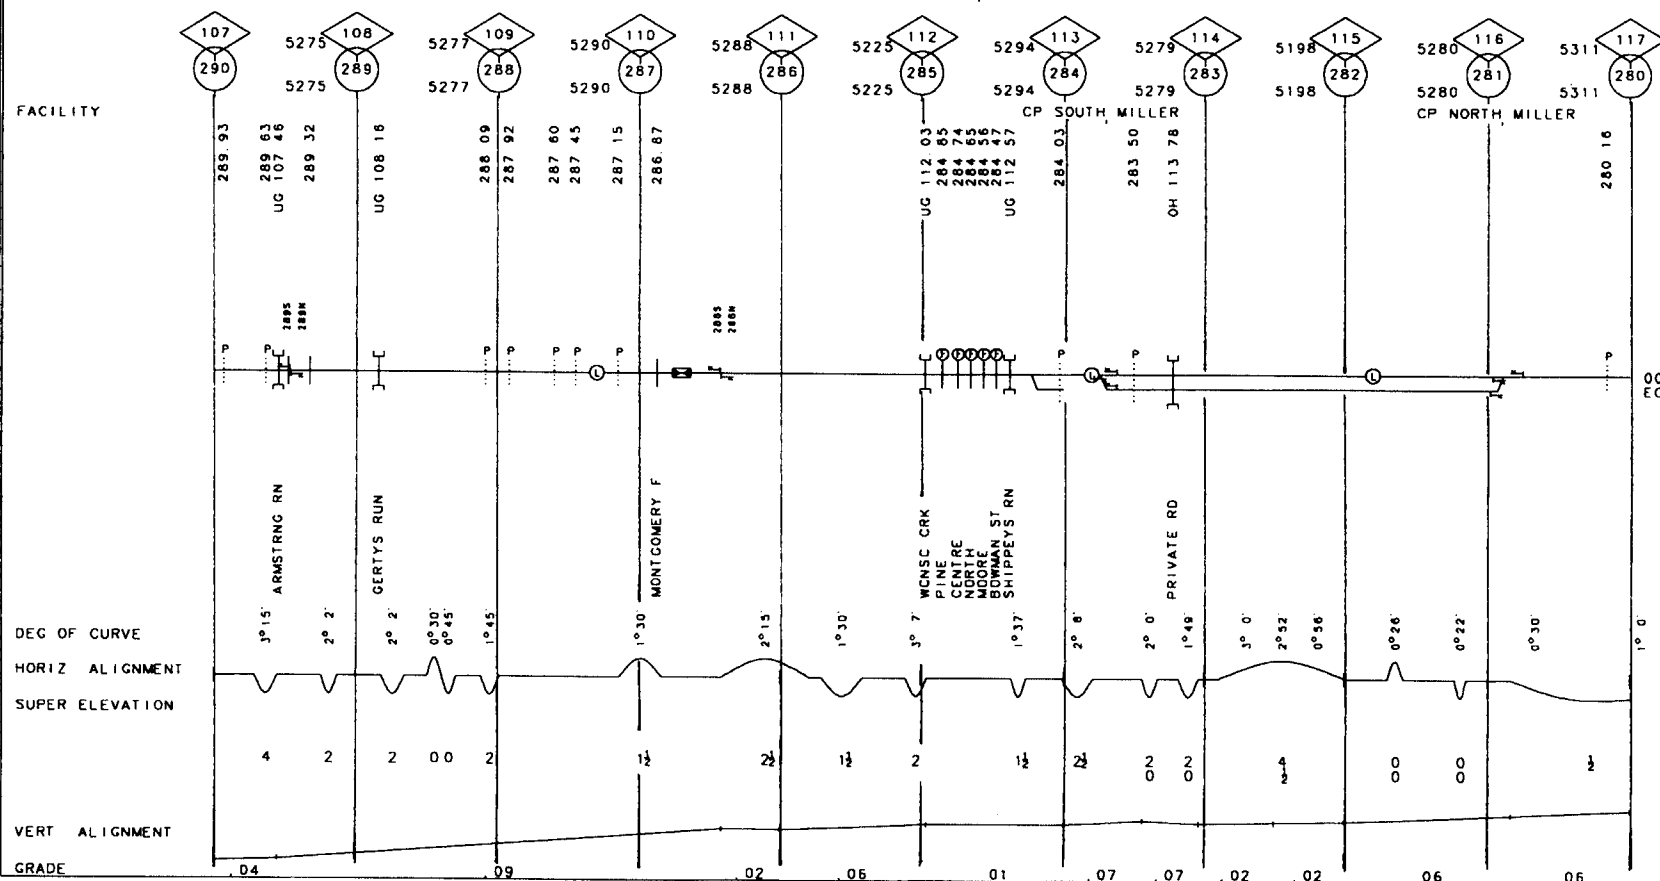 107 108 109 110 111 112 113 114 115 116 117
5275 5277 5290 5288 5225 5294 5279 5198 5280 5311
290 289 288 287 286 285 284 283 282 281 280
5275 5277 5290 5288 5225 5294 5279 5198 5280 5311
FACILITY
CP SOUTH MILLER
CP NORTH MILLER
289.93
289 63
UG 107 46
289 32
UG 108 16
288 09
287 92
287 60
287 45
287 15
286.87
UG 112.03
284 85
284 74
284 65
284 56
284 47
UG 112 57
284 03
283 50
OH 113 78
280 16
289S
289N
286S
286N
P P P P P P P P P P
P P P P P
L L L
ARMSTRNG RN
GERTYS RUN
MONTGOMERY F
WCNSC CRK
PINE
CENTRE
NORTH
MOORE
BOWMAN ST
SHIPPEYS RN
PRIVATE RD
DEG OF CURVE
3° 15'
2° 2'
2° 2'
0° 30'
0° 45'
1° 45'
1° 30'
2° 15'
1° 30'
3° 7'
1° 37'
2° 8'
2° 0'
1° 49'
3° 0'
2° 52'
0° 56'
0° 26'
0° 22'
0° 30'
1° 0'
HORIZ ALIGNMENT
SUPER ELEVATION
4 2 2 0 0 2 1½ 2½ 1½ 2 1½ 2½ 2 2 4 0 0 ½
0 0 ½ 0 0
VERT ALIGNMENT
GRADE .04 .09 .02 .06 .01 .07 .07 .02 .02 .06 .06